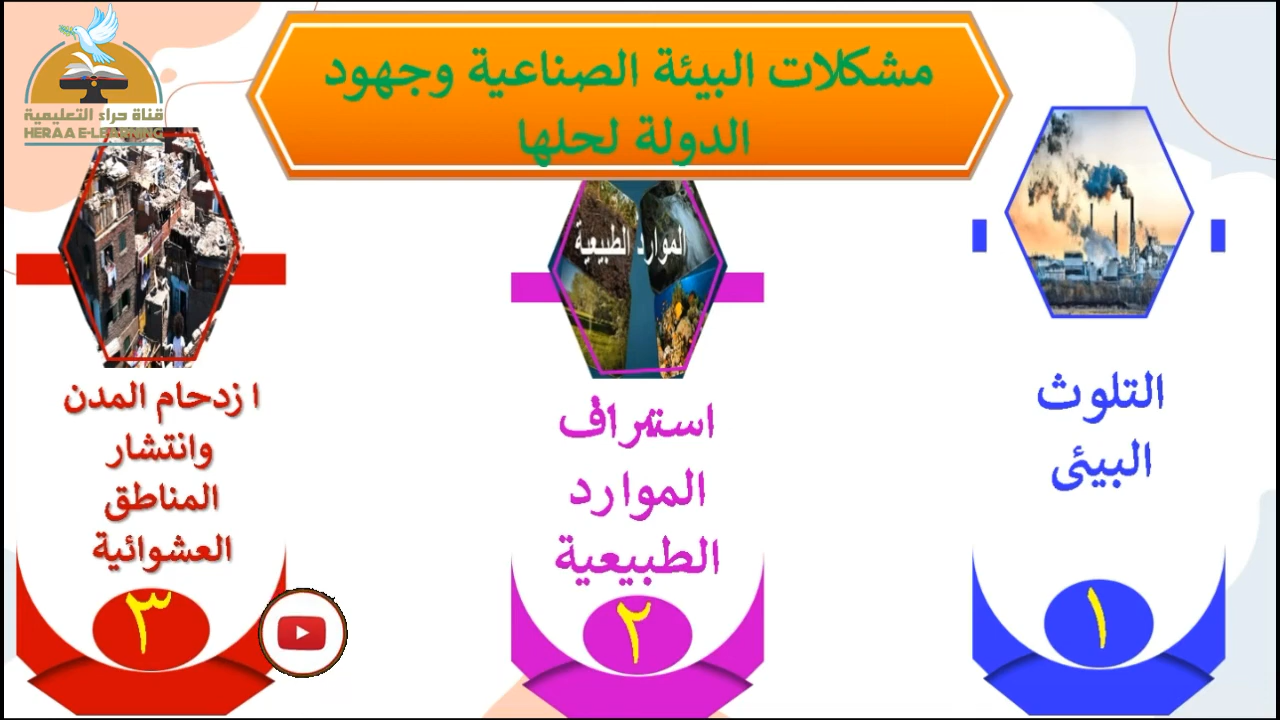 قناة حراء التعليمية
HERAA E-LEARNING
مشكلات البيئة الصناعية وجهود
الدولة لحلها
التلوث
البيئى
١
الموارد الطبيعية
استراف
الموارد
الطبيعية
٢
ا زدحام المدن
وانتشار
المناطق
العشوائية
٣